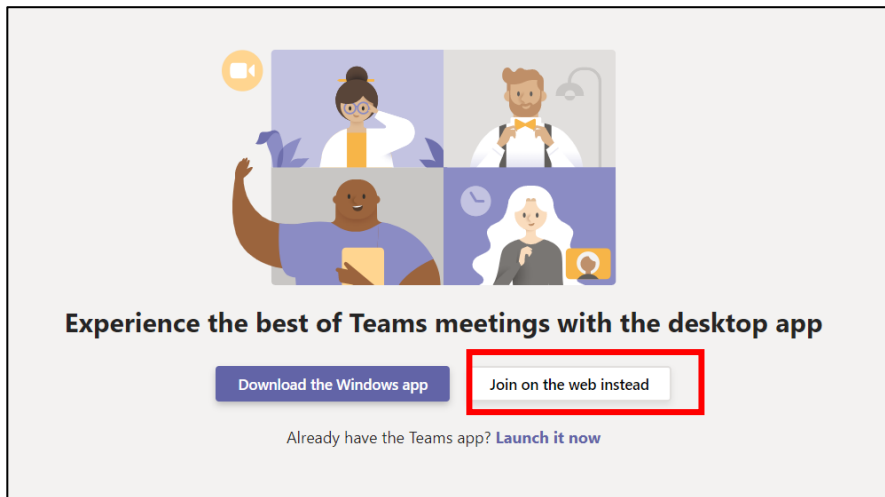 Experience the best of Teams meetings with the desktop app
Download the Windows app
Join on the web instead
Already have the Teams app? Launch it now